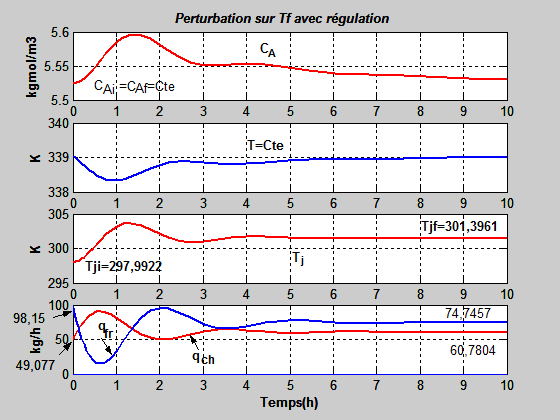 Perturbation sur Tf avec régulation
kgmol/m3
5.6
5.55
5.5
C_A
C_Ai =C_Af=Cte
0 1 2 3 4 5 6 7 8 9 10
K
340
339
338
T=Cte
0 1 2 3 4 5 6 7 8 9 10
K
305
300
295
Tji=297,9922
Tj
Tjf=301,3961
0 1 2 3 4 5 6 7 8 9 10
kg/h
100
50
0
98,15
49,077
q_fr
q_ch
74,7457
60,7804
0 1 2 3 4 5 6 7 8 9 10
Temps(h)